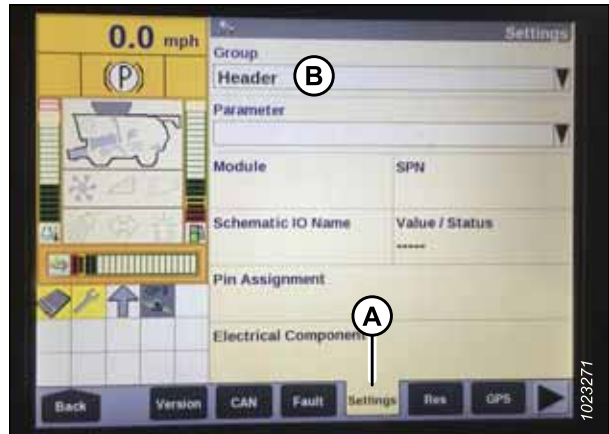 0.0 mph
Settings
Group
(P)
Header
B
Parameter
Module
SPN
Schematic IO Name
Value / Status
-----
Pin Assignment
A
Electrical Component
Back
Version
CAN
Fault
Settings
Res
GPS
1023271